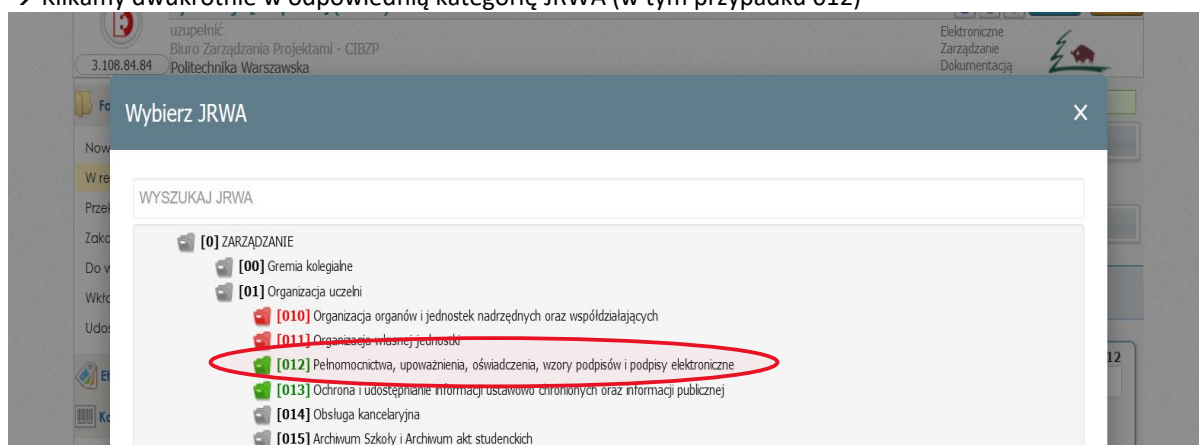 → Klikamy dwukrotnie w odpowiednią kategorię JRWA (w tym przypadku 012)
uzupełnić
Biuro Zarządzania Projektami - CIBZP
3.108.84.84 Politechnika Warszawska
Elektroniczne
Zarządzanie
Dokumentacją
Wybierz JRWA X
WYSZUKAJ JRWA
[0] ZARZĄDZANIE
[00] Gremia kolegialne
[01] Organizacja uczelni
[010] Organizacja organów i jednostek nadrzędnych oraz współdziałających
[011] Organizacja własnej jednostki
[012] Pełnomocnictwa, upoważnienia, oświadczenia, wzory podpisów i podpisy elektroniczne
[013] Ochrona i udostępnianie informacji ustawowo chronionych oraz informacji publicznej
[014] Obsługa kancelaryjna
[015] Archiwum Szkoły i Archiwum akt studenckich
12